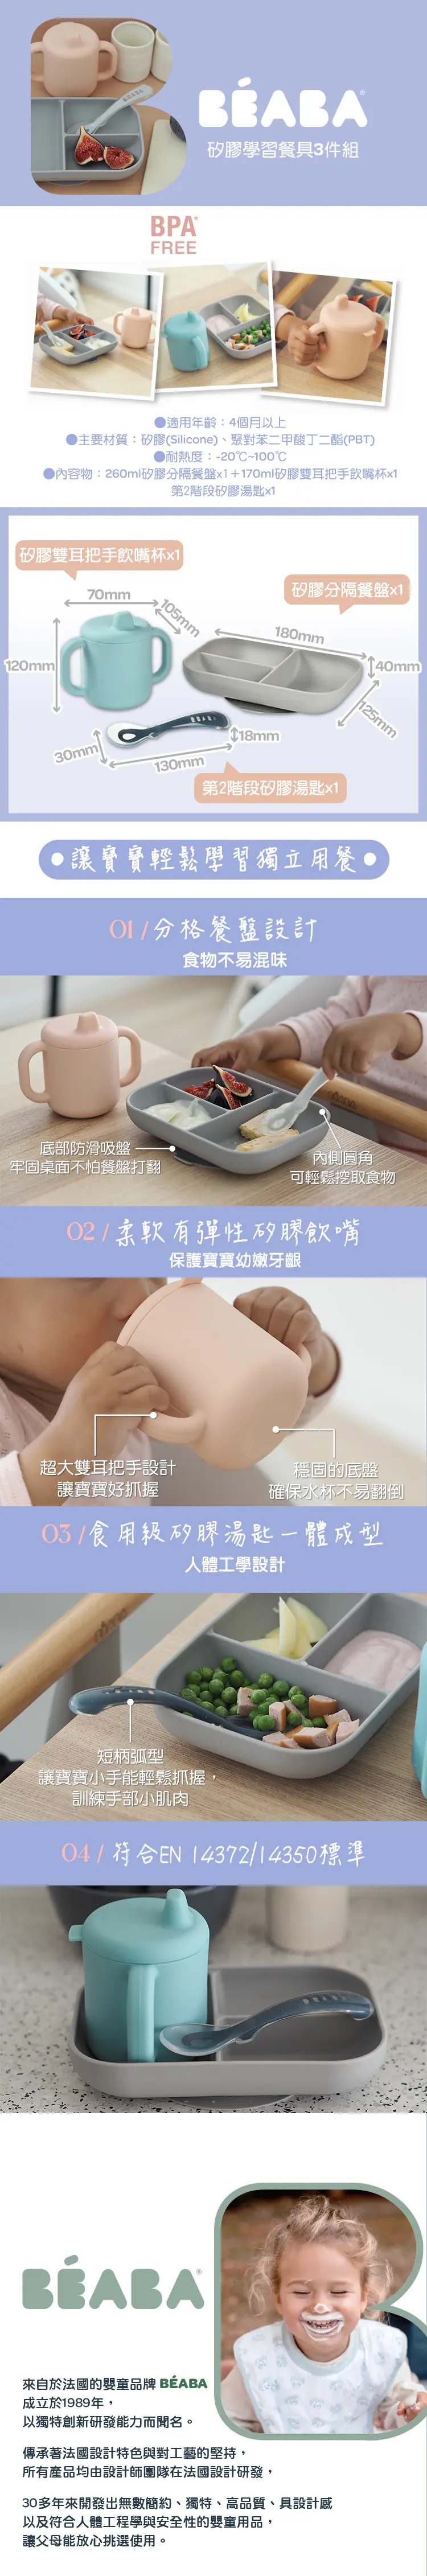 BÉABA®
矽膠學習餐具3件組
BPA®
FREE
●適用年齡：4個月以上
●主要材質：矽膠(Silicone)、聚對苯二甲酸丁二酯(PBT)
●耐熱度：-20℃~100℃
●內容物：260ml矽膠分隔餐盤x1＋170ml矽膠雙耳把手飲嘴杯x1
第2階段矽膠湯匙x1
矽膠雙耳把手飲嘴杯x1
矽膠分隔餐盤x1
70mm
105mm
120mm
180mm
40mm
125mm
18mm
30mm
130mm
第2階段矽膠湯匙x1
讓寶寶輕鬆學習獨立用餐
01 /分格餐盤設計
食物不易混味
底部防滑吸盤
牢固桌面不怕餐盤打翻
內側圓角
可輕鬆挖取食物
02 / 柔軟有彈性矽膠飲嘴
保護寶寶幼嫩牙齦
超大雙耳把手設計
讓寶寶好抓握
穩固的底盤
確保水杯不易翻倒
03 /食用級矽膠湯匙一體成型
人體工學設計
短柄弧型
讓寶寶小手能輕鬆抓握，
訓練手部小肌肉
04 / 符合EN 14372/14350標準
BÉABA®
來自於法國的嬰童品牌 BÉABA
成立於1989年，
以獨特創新研發能力而聞名。
傳承著法國設計特色與對工藝的堅持，
所有產品均由設計師團隊在法國設計研發，
30多年來開發出無數簡約、獨特、高品質、具設計感
以及符合人體工程學與安全性的嬰童用品，
讓父母能放心挑選使用。